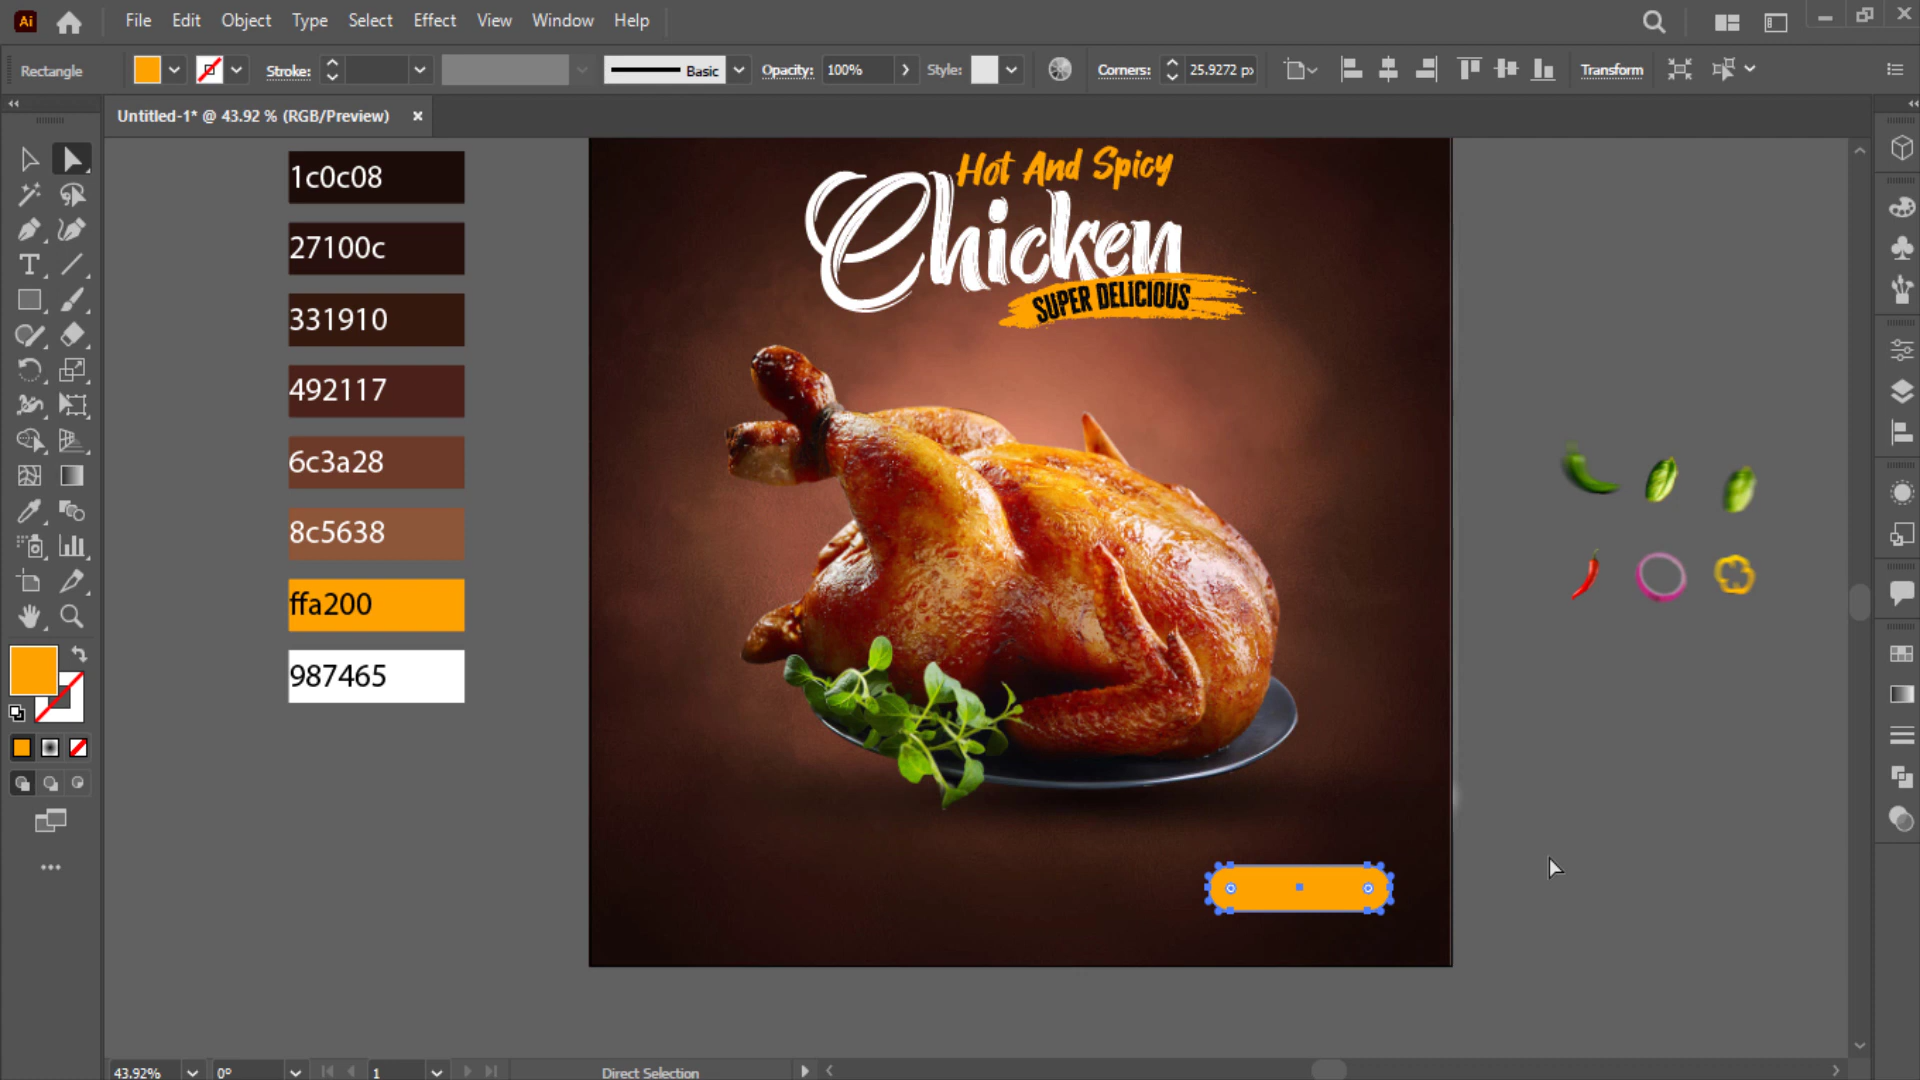 Ai File Edit Object Type Select Effect View Window Help
Rectangle Stroke: Basic Opacity: 100% Style: Corners: 25.9272 px Transform
Untitled-1* @ 43.92 % (RGB/Preview)
1c0c08
27100c
331910
492117
6c3a28
8c5638
ffa200
987465
Hot And Spicy
Chicken
SUPER DELICIOUS
43.92% 0° 1 Direct Selection